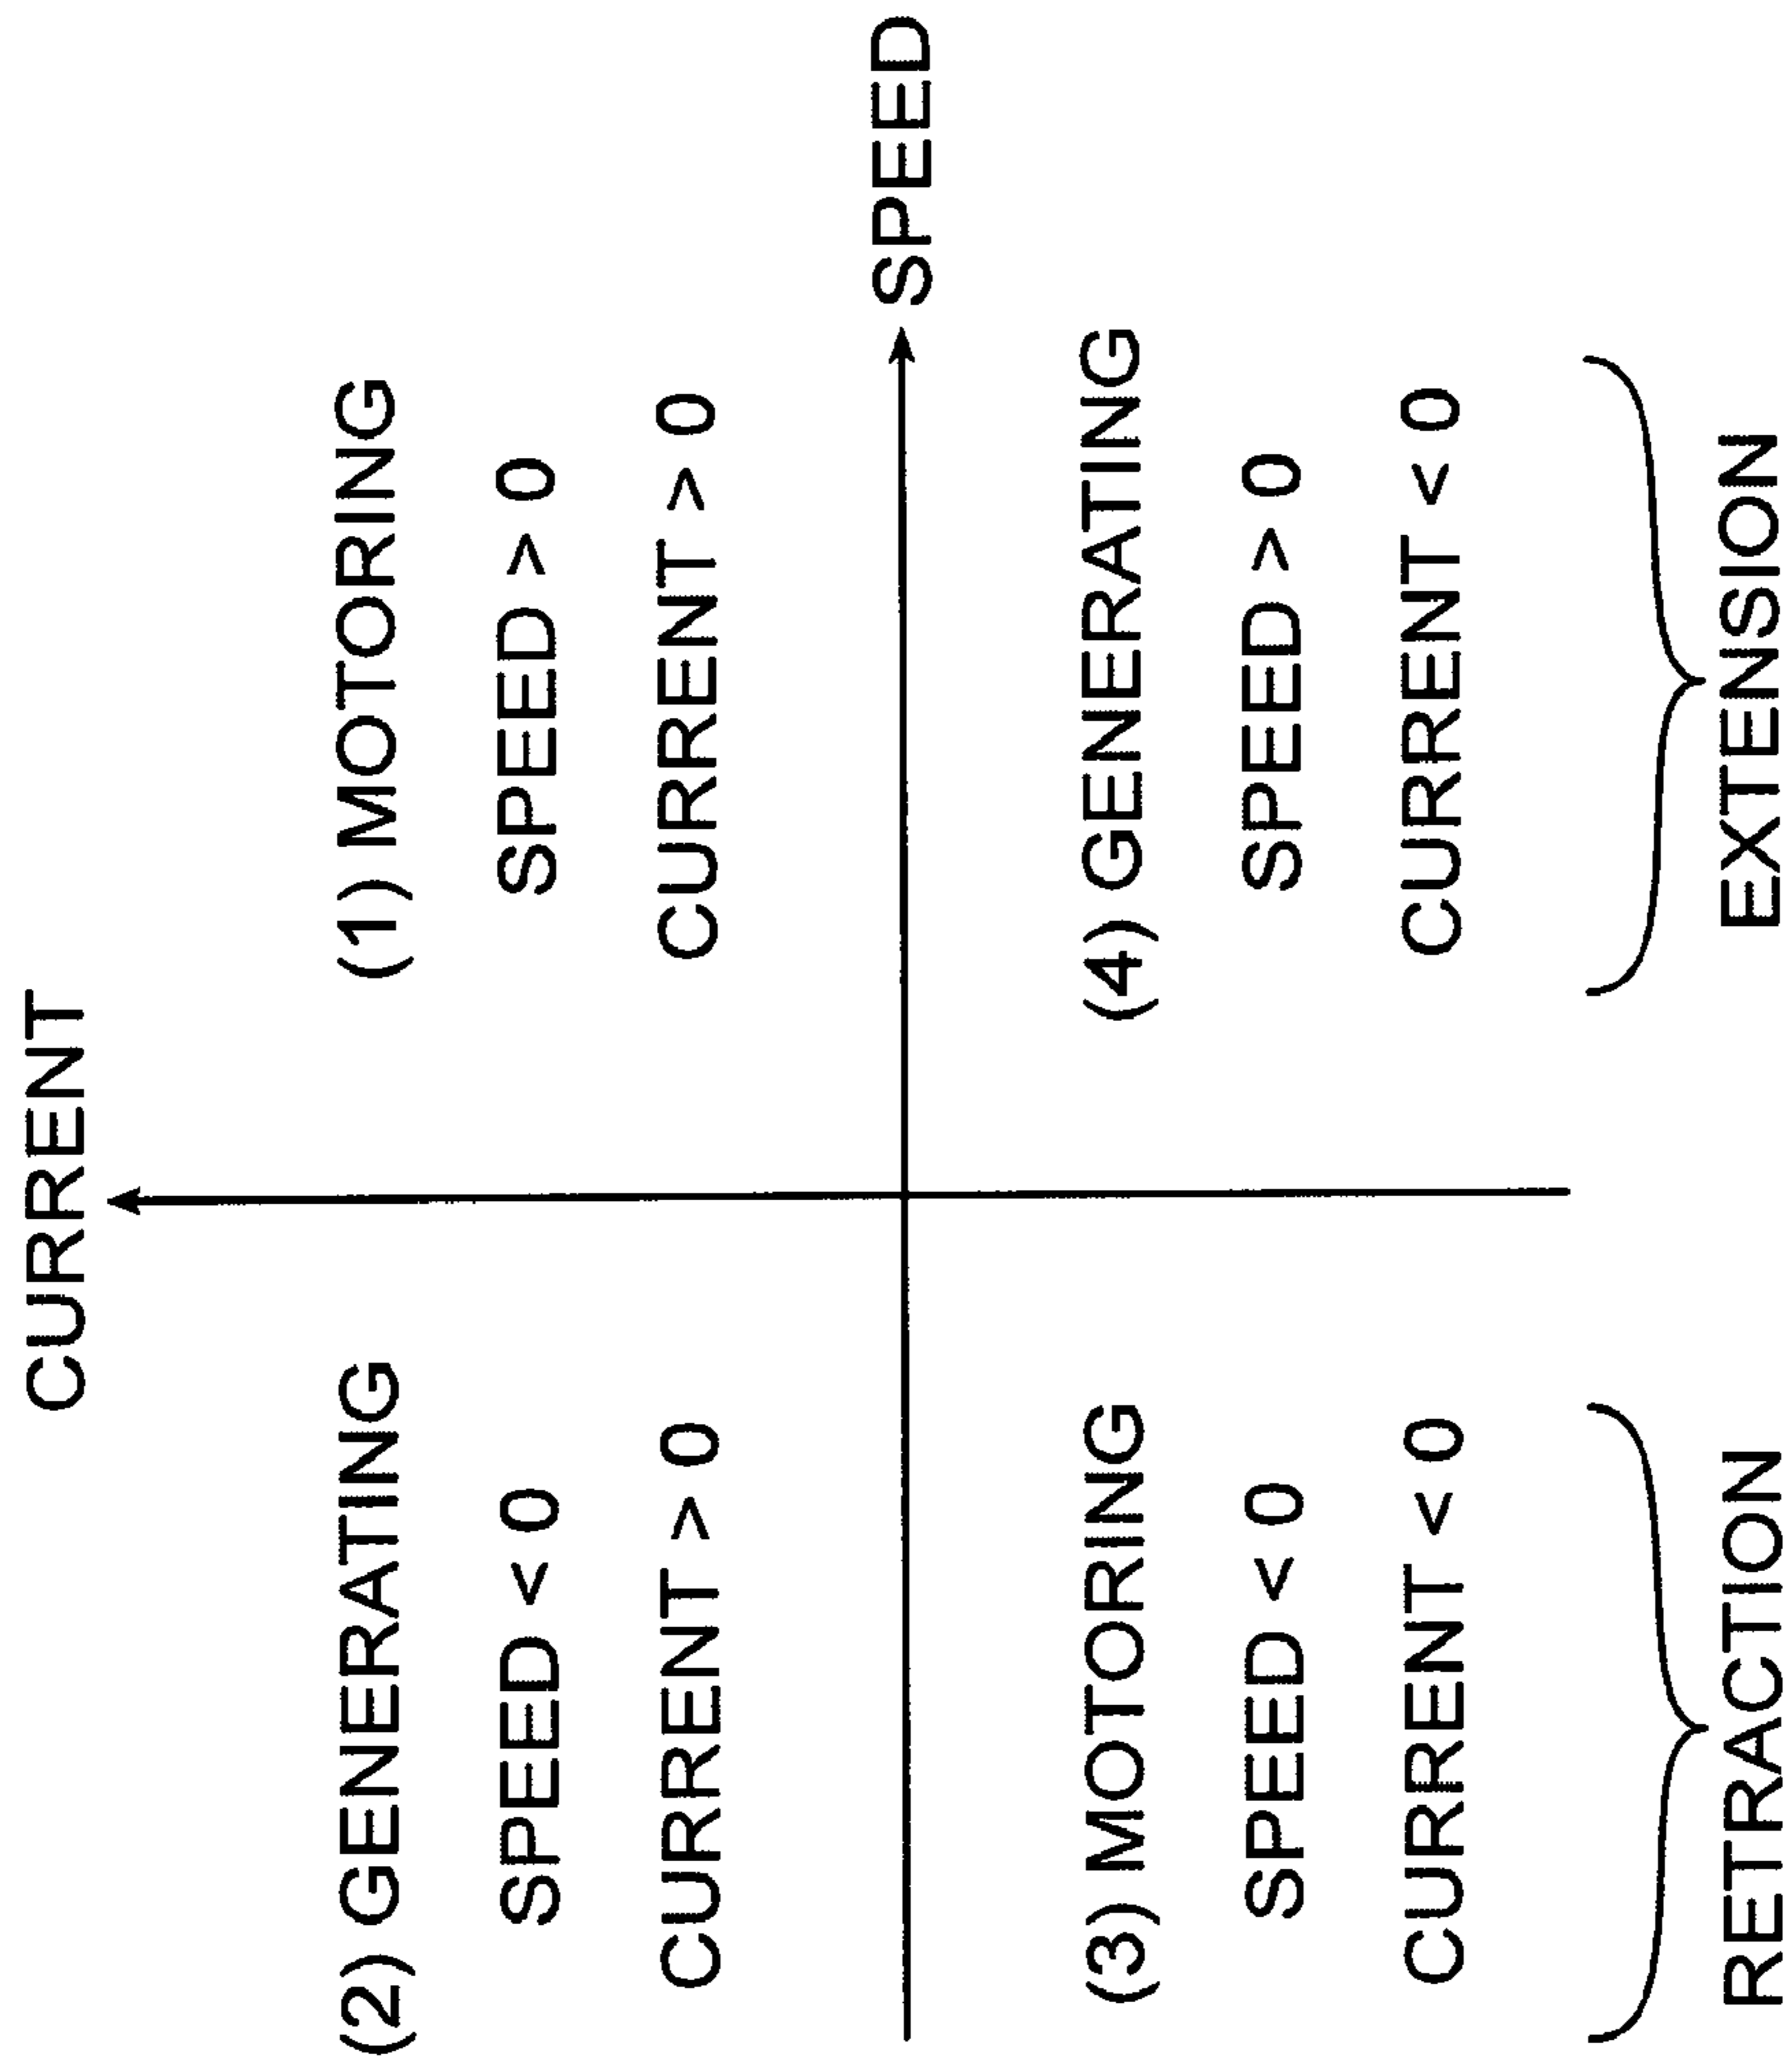 CURRENT
(2) GENERATING
SPEED < 0
CURRENT > 0
(1) MOTORING
SPEED > 0
CURRENT > 0
SPEED
(3) MOTORING
SPEED < 0
CURRENT < 0
(4) GENERATING
SPEED > 0
CURRENT < 0
RETRACTION
EXTENSION